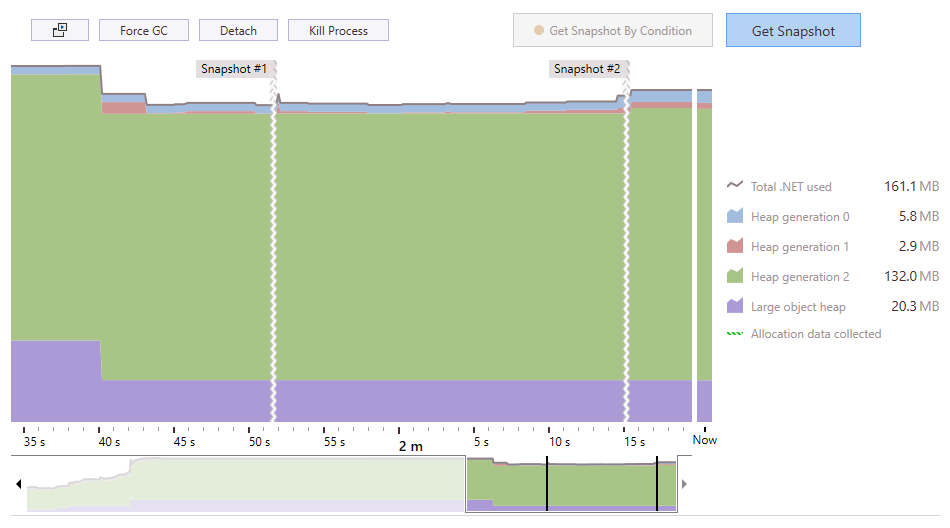 Force GC
Detach
Kill Process
Get Snapshot By Condition
Get Snapshot
Snapshot #1
Snapshot #2
Total .NET used 161.1 MB
Heap generation 0 5.8 MB
Heap generation 1 2.9 MB
Heap generation 2 132.0 MB
Large object heap 20.3 MB
Allocation data collected
35 s 40 s 45 s 50 s 55 s 2 m 5 s 10 s 15 s Now